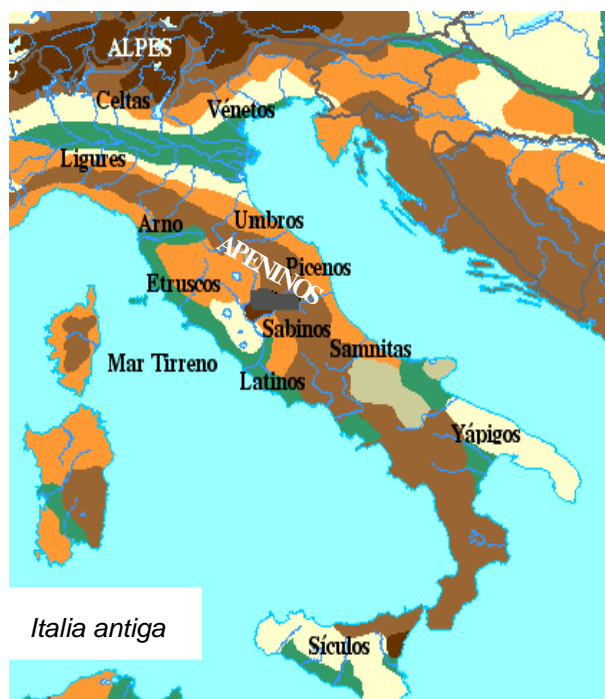 ALPES
Celtas
Vénetos
Ligures
Arno
Umbros
APENINOS
Picenos
Etruscos
Sabinos
Samnitas
Mar Tirreno
Latinos
Yápigos
Italia antiga
Sículos